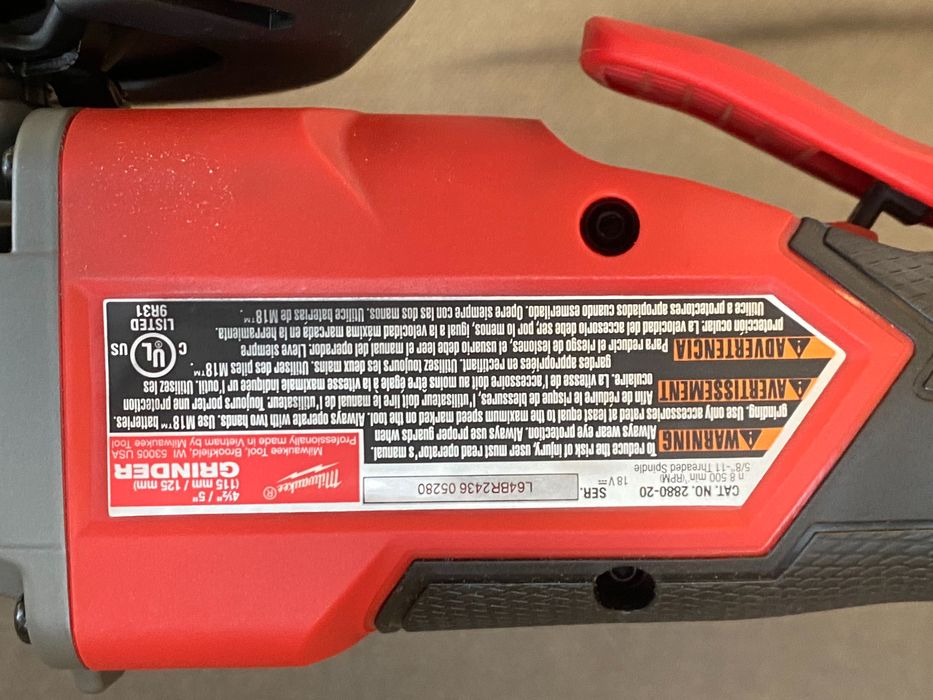 CAT. NO. 2880-20
18 V⎓
n 8 500 min⁻¹(RPM)
5/8"-11 Threaded Spindle
SER.
L64BR2436 05280
Milwaukee®
4½" / 5"
(115 mm / 125 mm)
GRINDER
Milwaukee Tool, Brookfield, WI 53005 USA
Professionally made in Vietnam by Milwaukee Tool
WARNING
To reduce the risk of injury, user must read operator's manual.
Always wear eye protection. Always use proper guards when
grinding. Use only accessories rated at least equal to the maximum speed marked on the tool. Always operate with two hands. Use M18™ batteries.
AVERTISSEMENT
Afin de réduire le risque de blessures, l'utilisateur doit lire le manuel de l'utilisateur. Toujours porter une protection
oculaire. La vitesse de l'accessoire doit au moins être égale à la vitesse maximale indiquée sur l'outil. Utilisez les
gardes appropriées en rectifiant. Utilisez toujours les deux mains. Utiliser des piles M18™.
ADVERTENCIA
Para reducir el riesgo de lesiones, el usuario debe leer el manual del operador. Lleve siempre
protección ocular. La velocidad del accesorio debe ser, por lo menos, igual a la velocidad máxima marcada en la herramienta.
Utilice a protectores apropiados cuando esmerilado. Opere siempre con las dos manos. Utilice baterías de M18™
C UL® US
LISTED
9R31